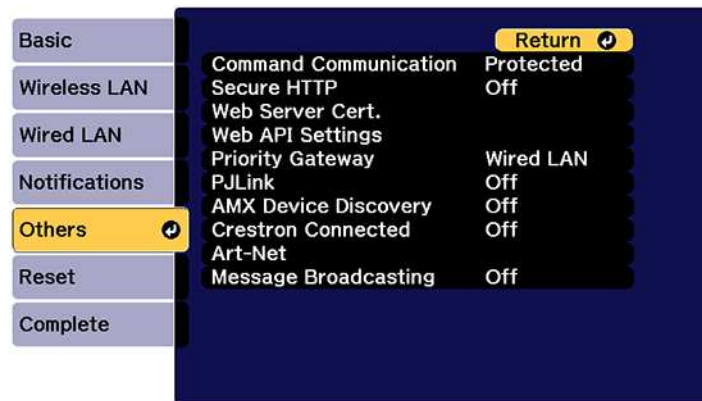 Basic
Wireless LAN
Wired LAN
Notifications
Others
Reset
Complete
Return
Command Communication Protected
Secure HTTP Off
Web Server Cert.
Web API Settings
Priority Gateway Wired LAN
PJLink Off
AMX Device Discovery Off
Crestron Connected Off
Art-Net
Message Broadcasting Off